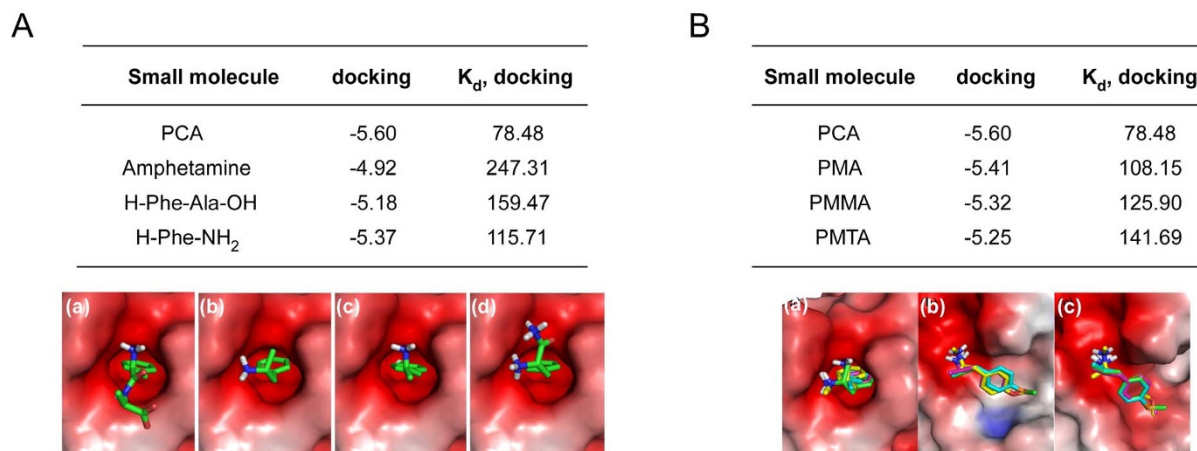 A
Small molecule docking Kd, docking
PCA -5.60 78.48
Amphetamine -4.92 247.31
H-Phe-Ala-OH -5.18 159.47
H-Phe-NH2 -5.37 115.71
(a) (b) (c) (d)
B
Small molecule docking Kd, docking
PCA -5.60 78.48
PMA -5.41 108.15
PMMA -5.32 125.90
PMTA -5.25 141.69
(a) (b) (c)